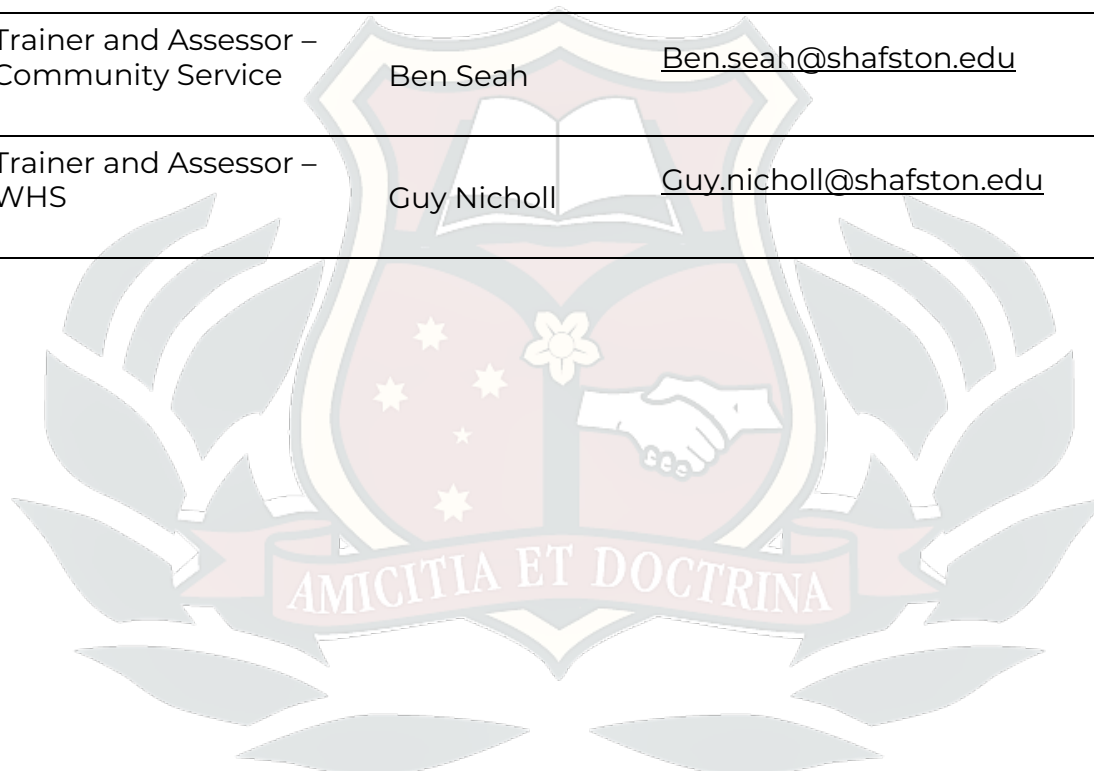 Trainer and Assessor –
Community Service
Ben Seah
Ben.seah@shafston.edu
Trainer and Assessor –
WHS
Guy Nicholl
Guy.nicholl@shafston.edu
AMICITIA ET DOCTRINA